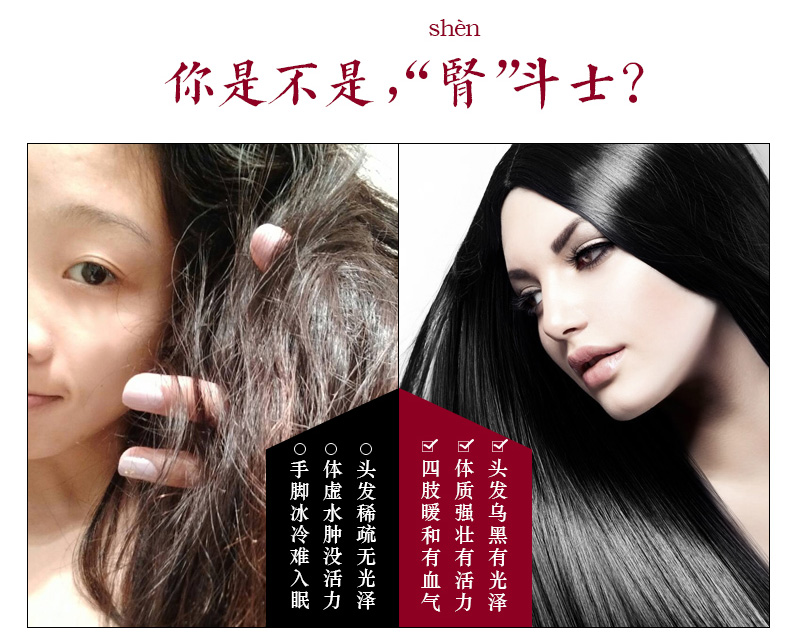 shèn
你是不是，“腎”斗士？
头发稀疏无光泽
体虚水肿没活力
手脚冰冷难入眠
头发乌黑有光泽
体质强壮有活力
四肢暖和有血气